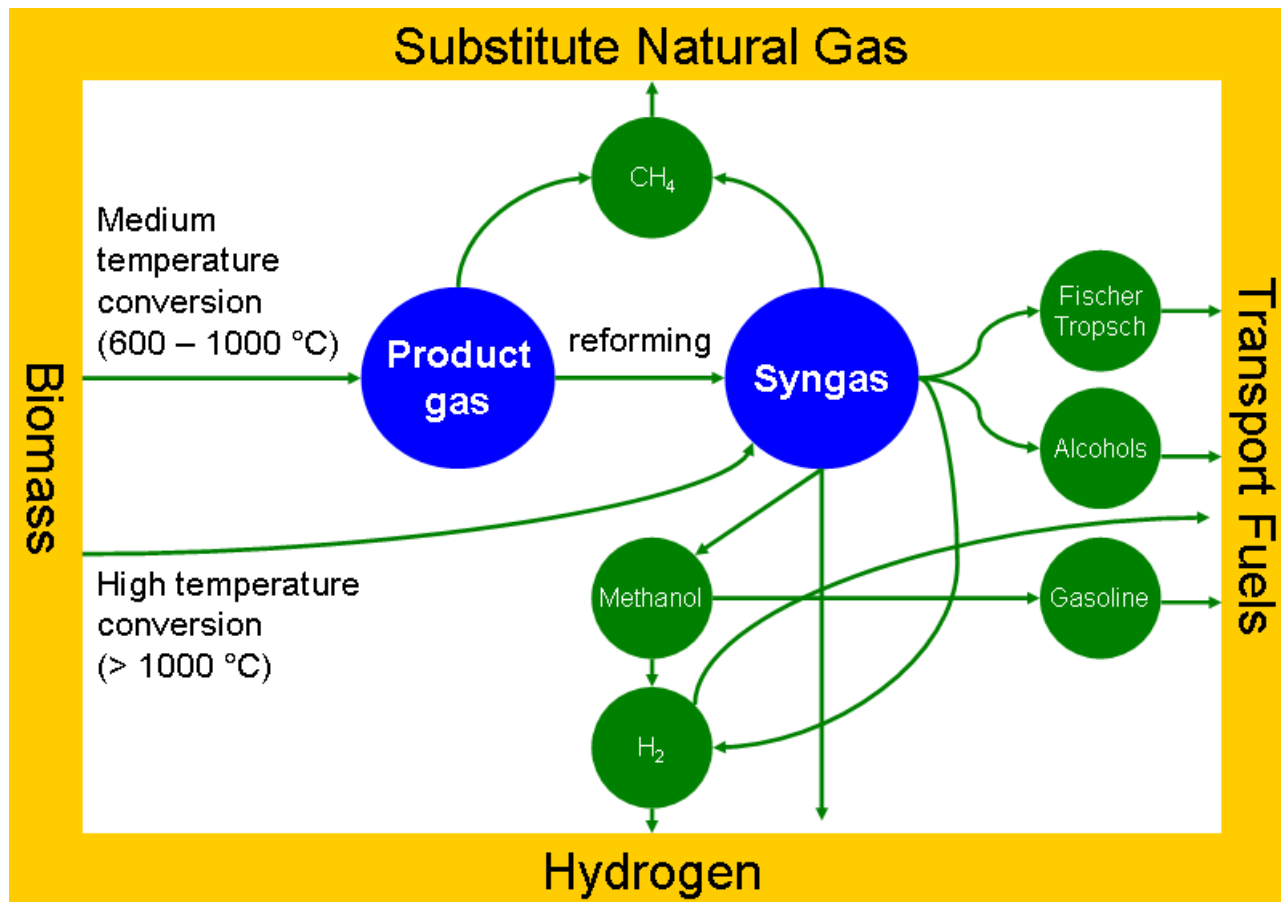 Substitute Natural Gas
CH₄
Medium
temperature
conversion
(600 – 1000 °C)
Biomass
Product
gas
reforming
Syngas
Fischer
Tropsch
Alcohols
Transport Fuels
High temperature
conversion
(> 1000 °C)
Methanol
Gasoline
H₂
Hydrogen